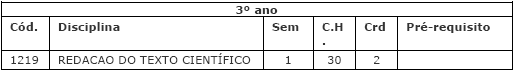 3º ano
Cód. Disciplina Sem C.H. Crd Pré-requisito
1219 REDACAO DO TEXTO CIENTÍFICO 1 30 2